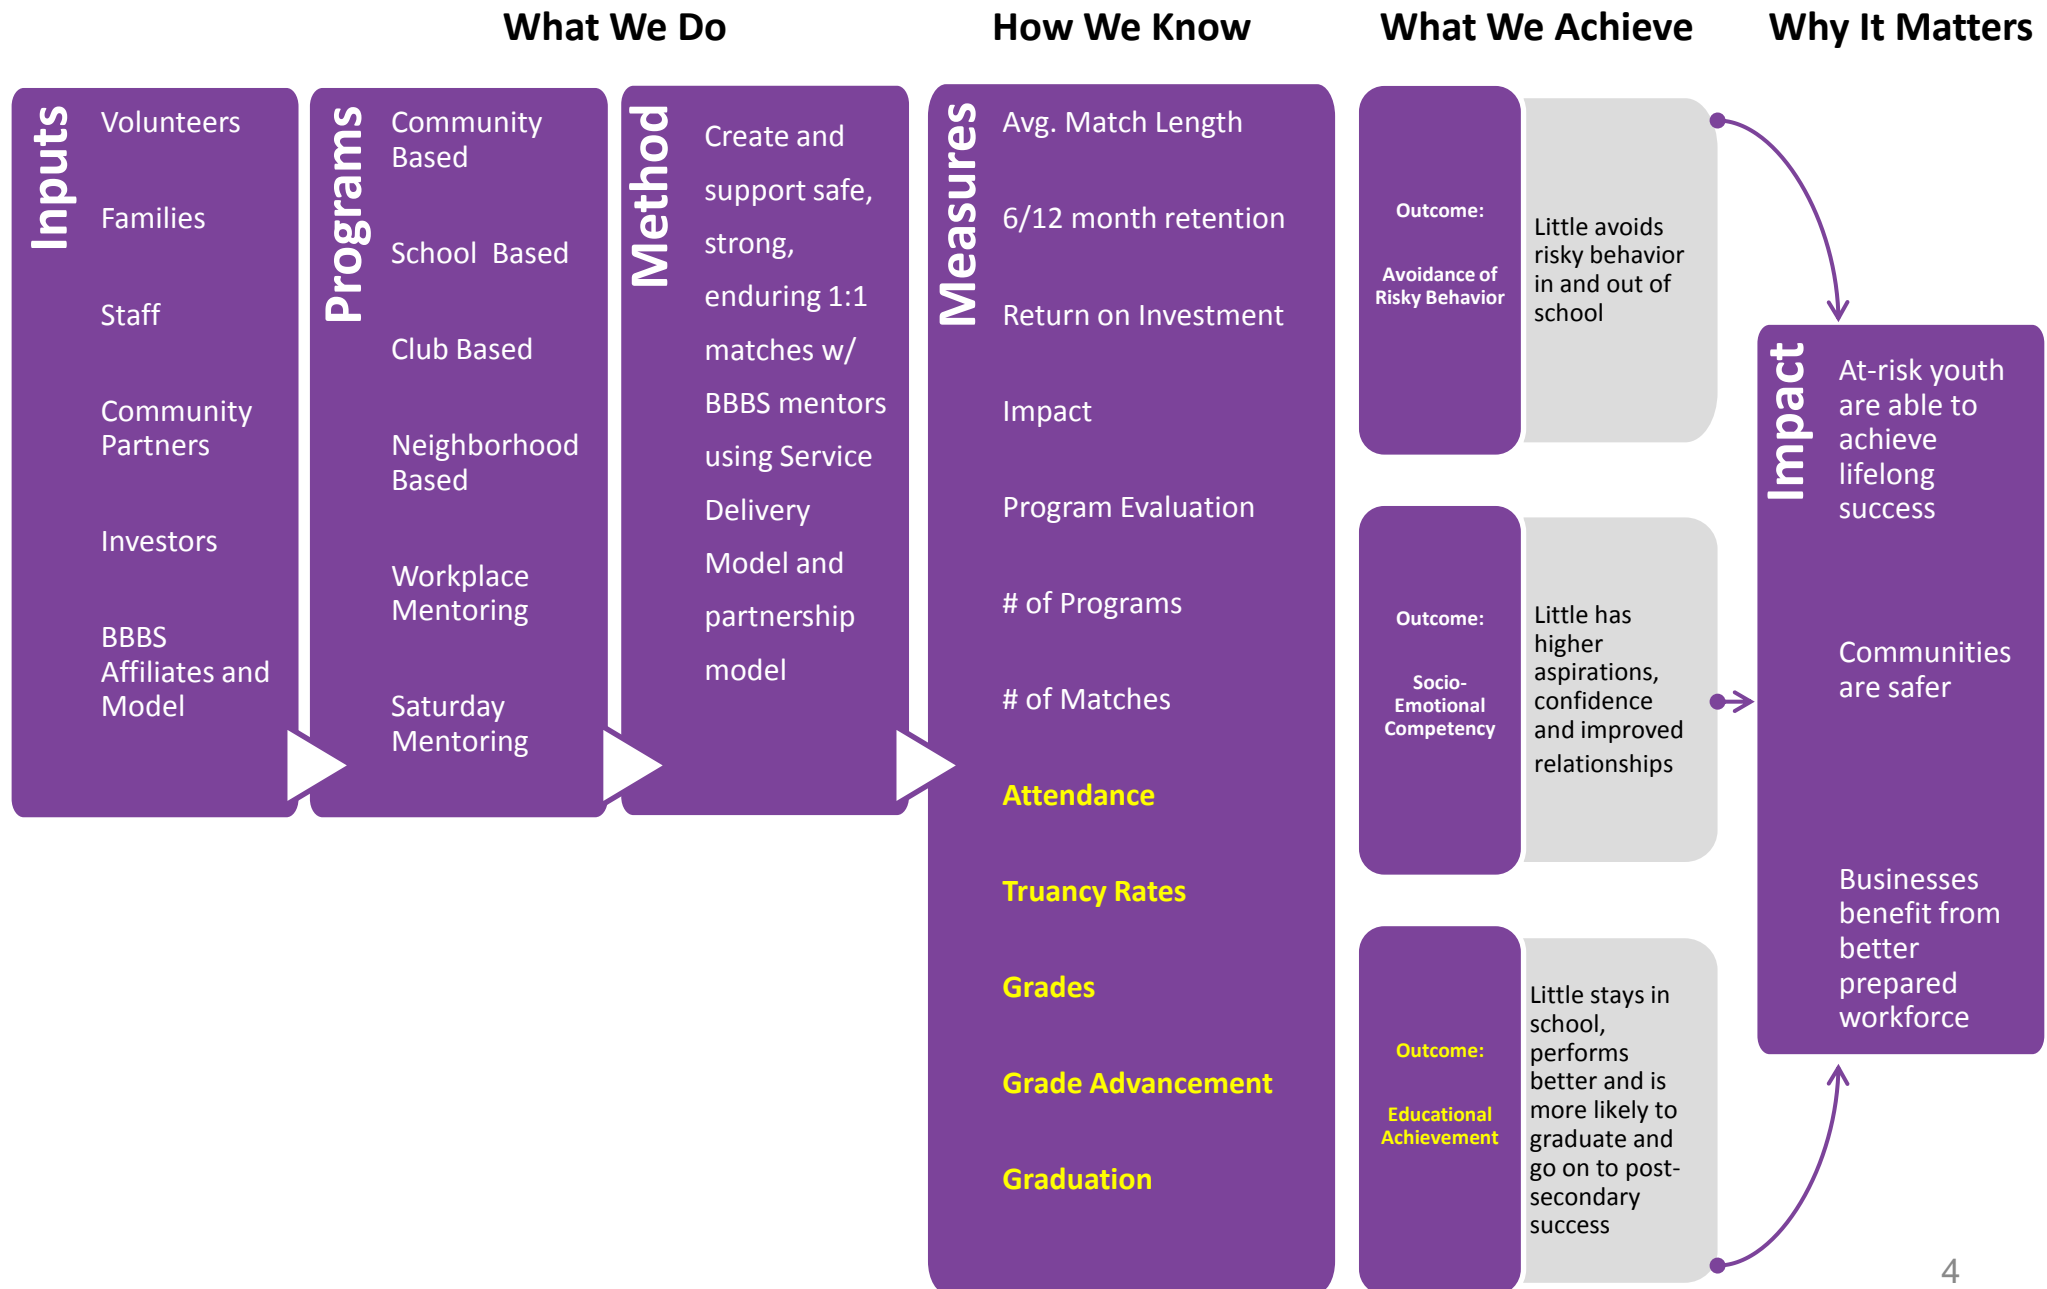 What We Do
How We Know
What We Achieve
Why It Matters
Inputs
Volunteers
Families
Staff
Community
Partners
Investors
BBBS
Affiliates and
Model
Programs
Community
Based
School  Based
Club Based
Neighborhood
Based
Workplace
Mentoring
Saturday
Mentoring
Method
Create and
support safe,
strong,
enduring 1:1
matches w/
BBBS mentors
using Service
Delivery
Model and
partnership
model
Measures
Avg. Match Length
6/12 month retention
Return on Investment
Impact
Program Evaluation
# of Programs
# of Matches
Attendance
Truancy Rates
Grades
Grade Advancement
Graduation
Outcome:
Avoidance of
Risky Behavior
Little avoids
risky behavior
in and out of
school
Outcome:
Socio-
Emotional
Competency
Little has
higher
aspirations,
confidence
and improved
relationships
Outcome:
Educational
Achievement
Little stays in
school,
performs
better and is
more likely to
graduate and
go on to post-
secondary
success
Impact
At-risk youth
are able to
achieve
lifelong
success
Communities
are safer
Businesses
benefit from
better
prepared
workforce
4